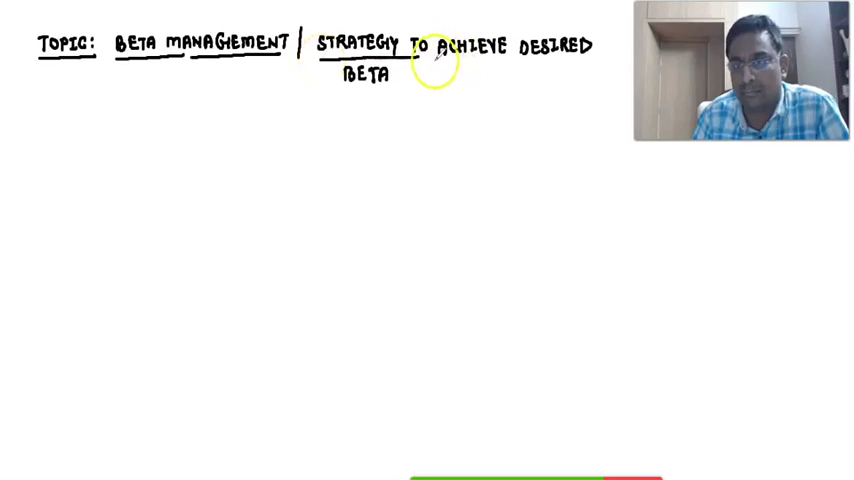 TOPIC: BETA MANAGEMENT / STRATEGY TO ACHIEVE DESIRED
BETA